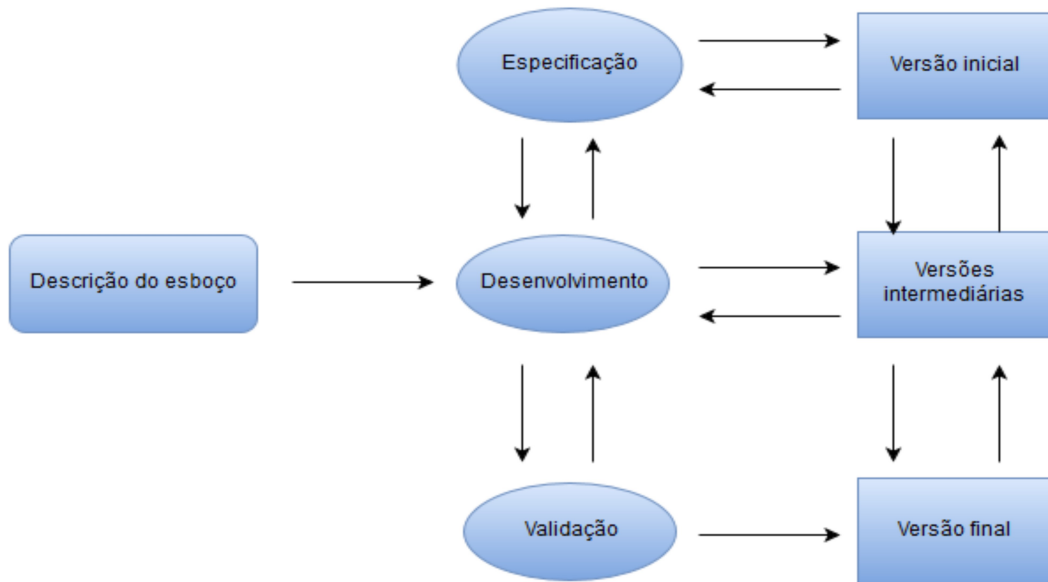 Especificação
Versão inicial
Descrição do esboço
Desenvolvimento
Versões
intermediárias
Validação
Versão final